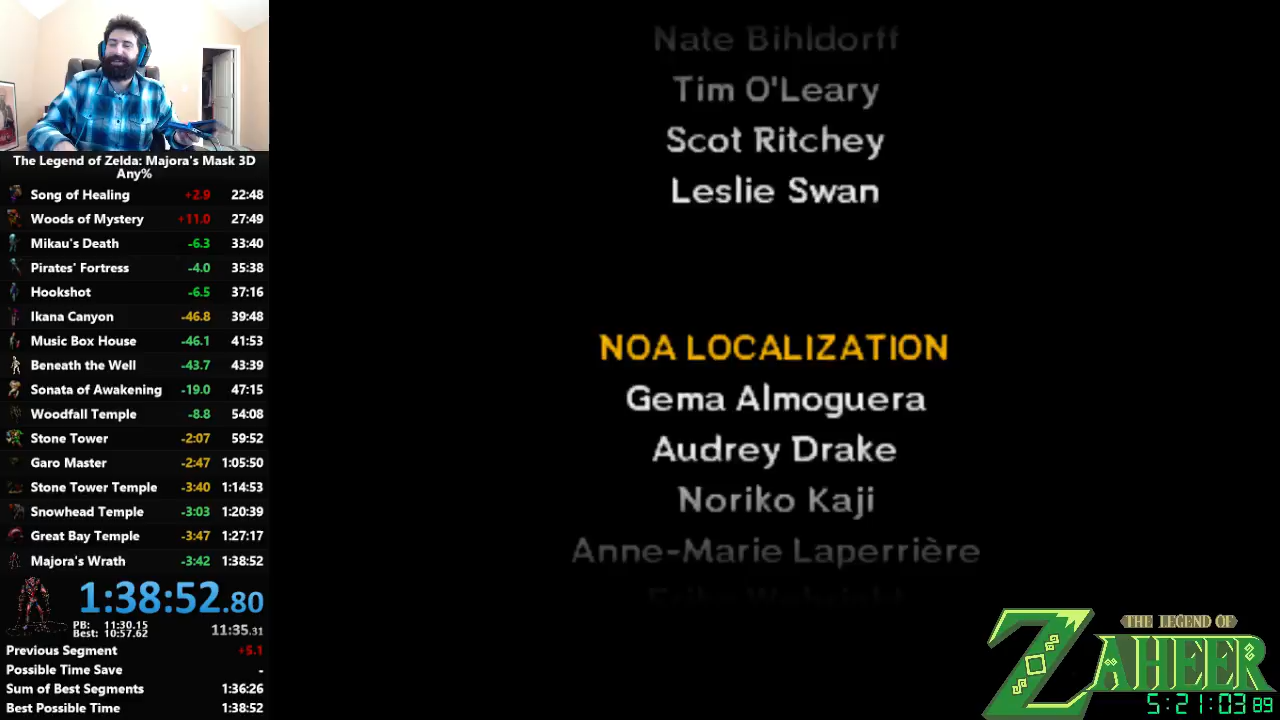 The Legend of Zelda: Majora's Mask 3D
Any%
Song of Healing +2.9 22:48
Woods of Mystery +11.0 27:49
Mikau's Death -6.3 33:40
Pirates' Fortress -4.0 35:38
Hookshot -6.5 37:16
Ikana Canyon -46.8 39:48
Music Box House -46.1 41:53
Beneath the Well -43.7 43:39
Sonata of Awakening -19.0 47:15
Woodfall Temple -8.8 54:08
Stone Tower -2:07 59:52
Garo Master -2:47 1:05:50
Stone Tower Temple -3:40 1:14:53
Snowhead Temple -3:03 1:20:39
Great Bay Temple -3:47 1:27:17
Majora's Wrath -3:42 1:38:52
1:38:52.80
PB: 11:30.15
Best: 10:57.62
11:35.31
Previous Segment +5.1
Possible Time Save -
Sum of Best Segments 1:36:26
Best Possible Time 1:38:52
Nate Bihldorff
Tim O'Leary
Scot Ritchey
Leslie Swan
NOA LOCALIZATION
Gema Almoguera
Audrey Drake
Noriko Kaji
Anne-Marie Laperrière
THE LEGEND OF
ZAHEER
5:21:03 89